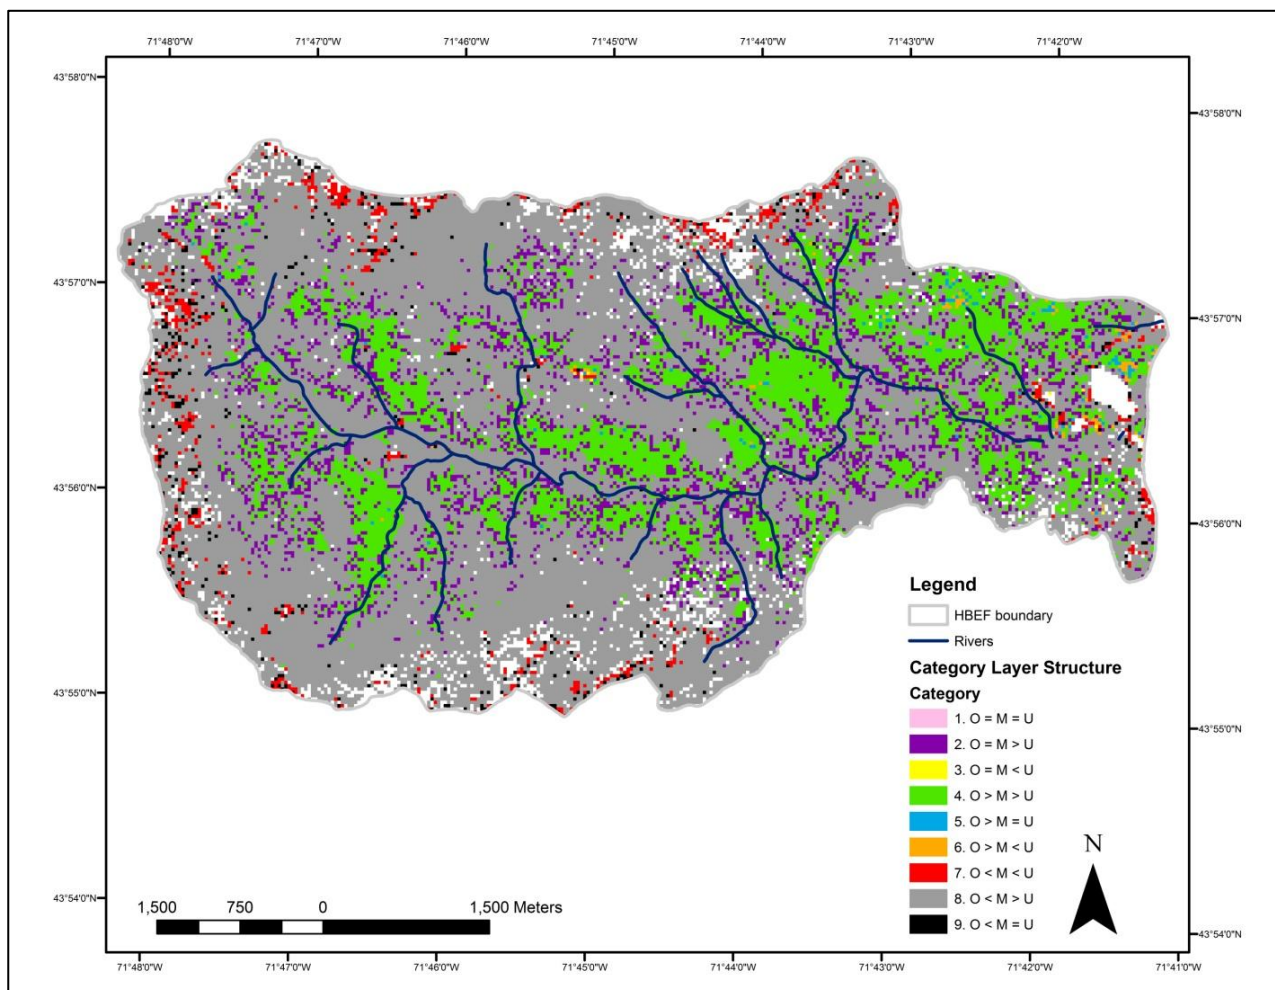 71°48'0"W 71°47'0"W 71°46'0"W 71°45'0"W 71°44'0"W 71°43'0"W 71°42'0"W
43°58'0"N
43°58'0"N
43°57'0"N
43°57'0"N
43°56'0"N
43°56'0"N
Legend
HBEF boundary
Rivers
Category Layer Structure
43°55'0"N
Category
1. O = M = U
43°55'0"N
2. O = M > U
3. O = M < U
4. O > M > U
5. O > M = U
N
6. O > M < U
7. O < M < U
43°54'0"N
8. O < M > U
1,500 750 0 1,500 Meters
9. O < M = U
43°54'0"N
71°48'0"W 71°47'0"W 71°46'0"W 71°45'0"W 71°44'0"W 71°43'0"W 71°42'0"W 71°41'0"W